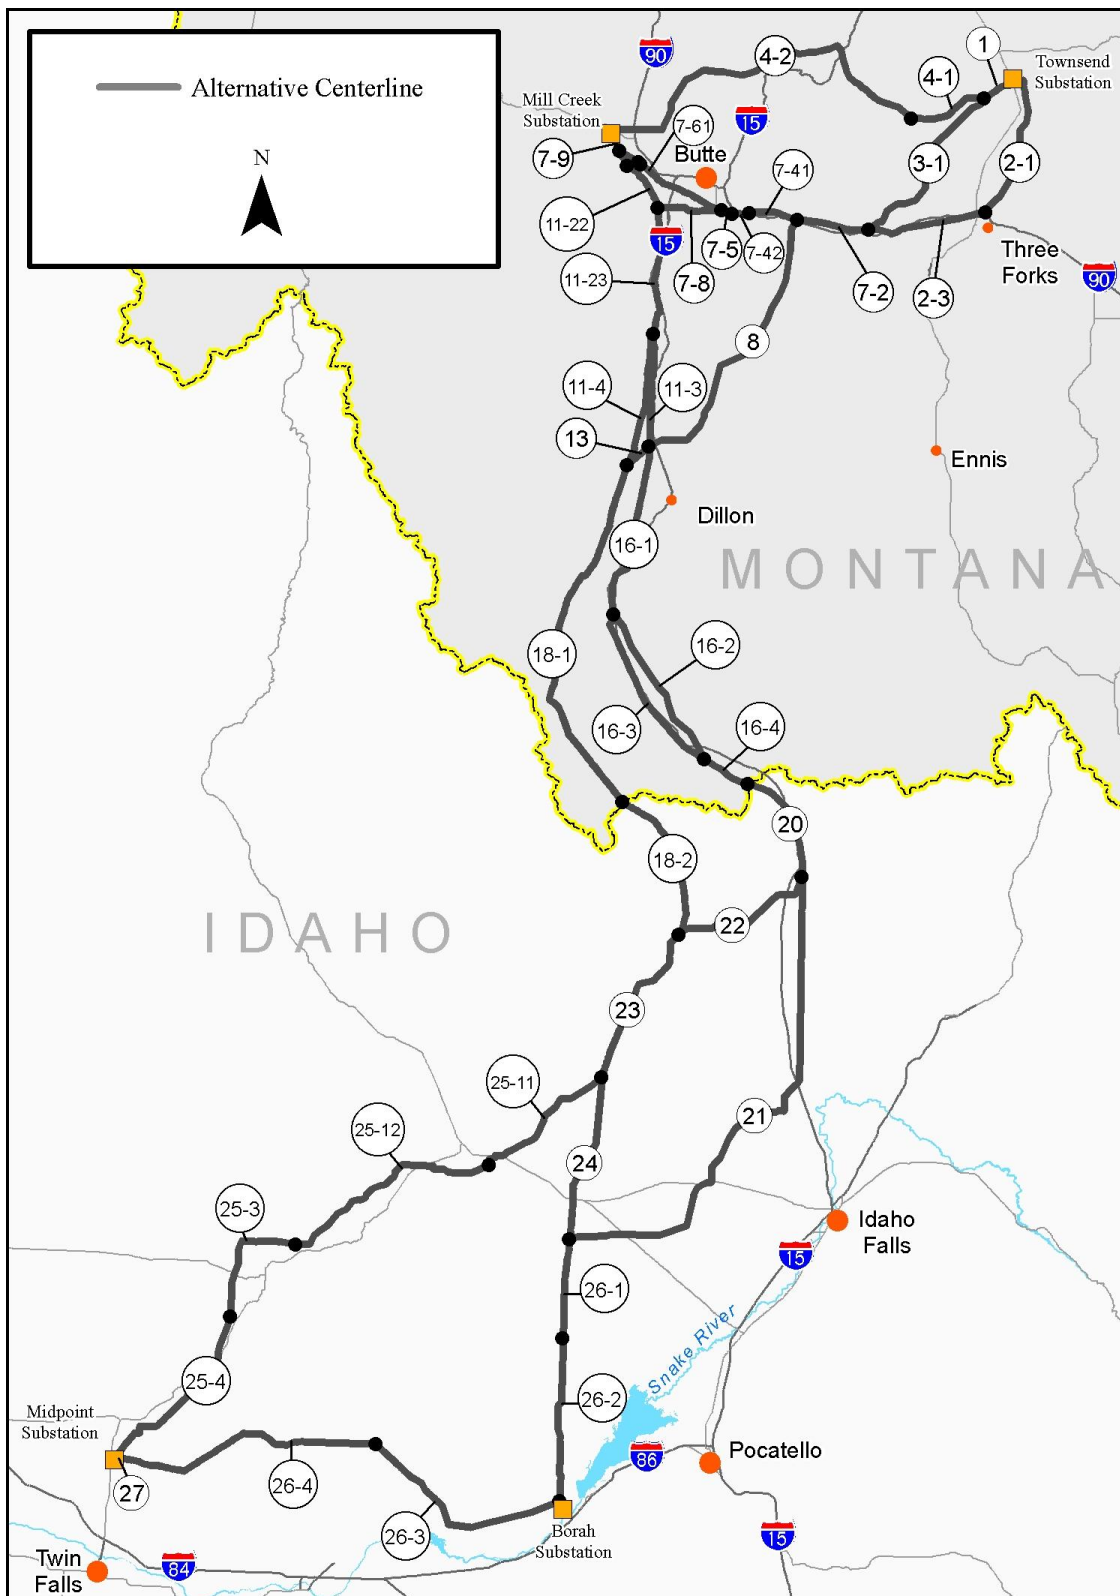 Alternative Centerline
N
90
4-2
1
4-1
Townsend
Substation
Mill Creek
Substation
15
7-61
Butte
7-9
7-41
3-1
2-1
11-22
15
7-8
7-5
7-42
7-2
2-3
Three
Forks
90
11-23
8
11-4
11-3
13
Ennis
Dillon
16-1
MONTANA
18-1
16-2
16-3
16-4
20
18-2
22
IDAHO
23
25-11
21
25-12
24
25-3
Idaho
Falls
15
26-1
Snake River
25-4
26-2
Midpoint
Substation
86
Pocatello
27
26-4
26-3
Borah
Substation
15
Twin
Falls
84